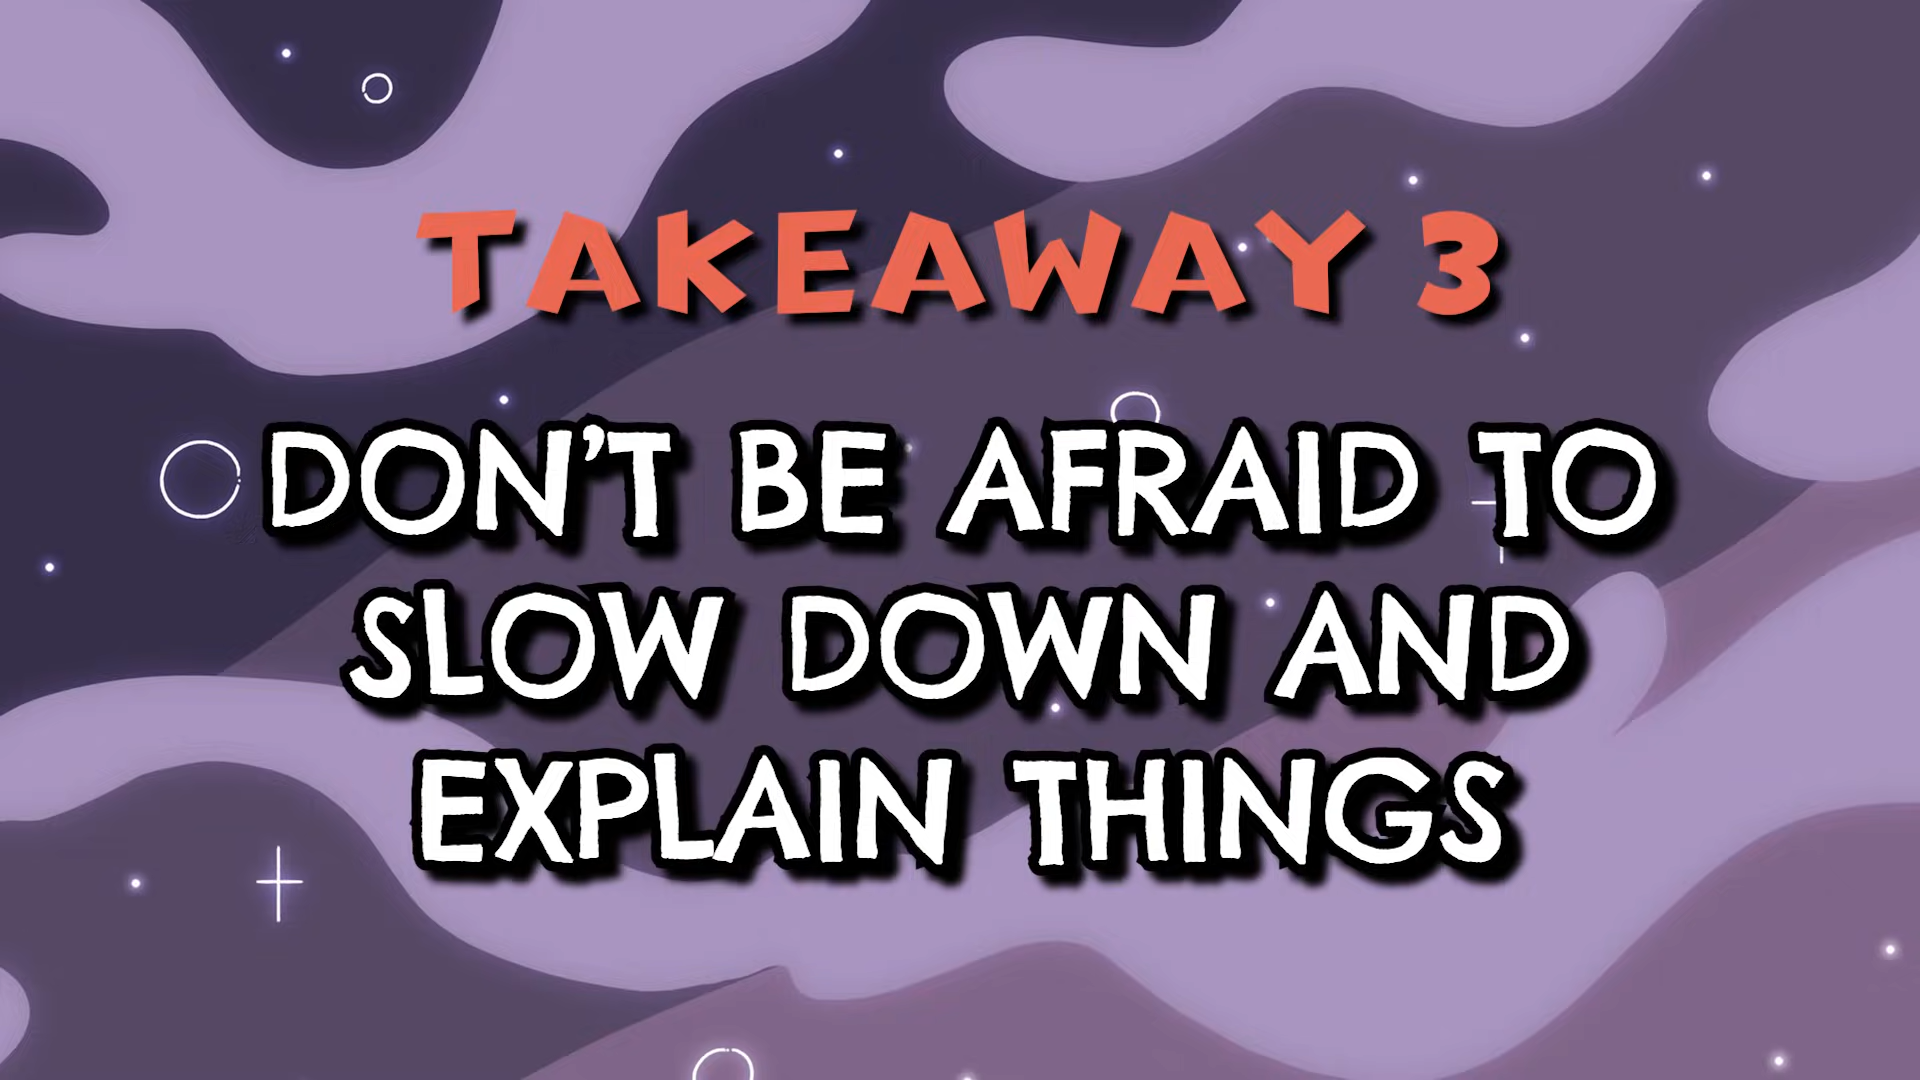 TAKEAWAY 3
DON'T BE AFRAID TO
SLOW DOWN AND
EXPLAIN THINGS